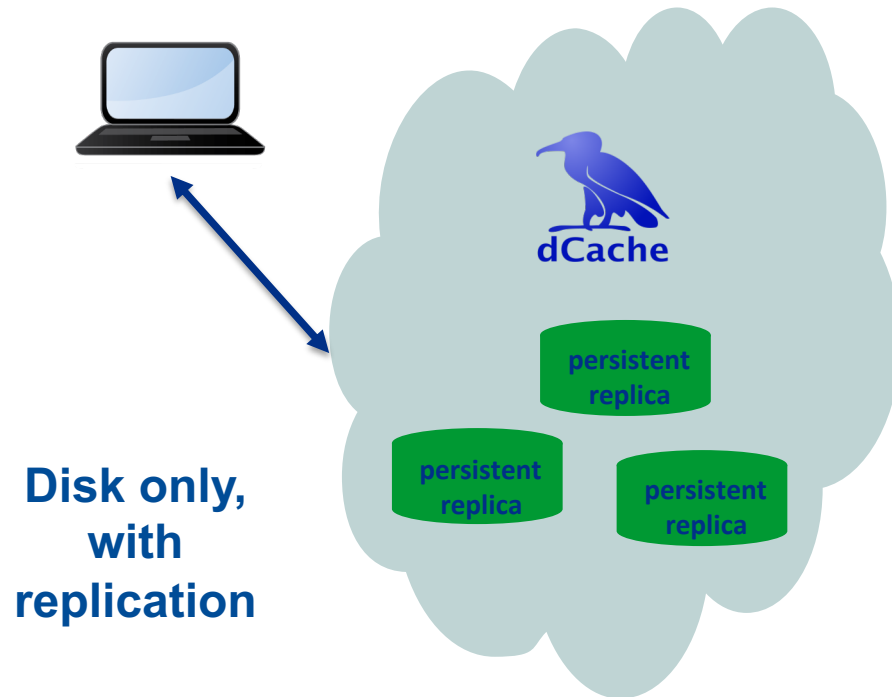 dCache
persistent
replica
persistent
replica
persistent
replica
Disk only,
with
replication